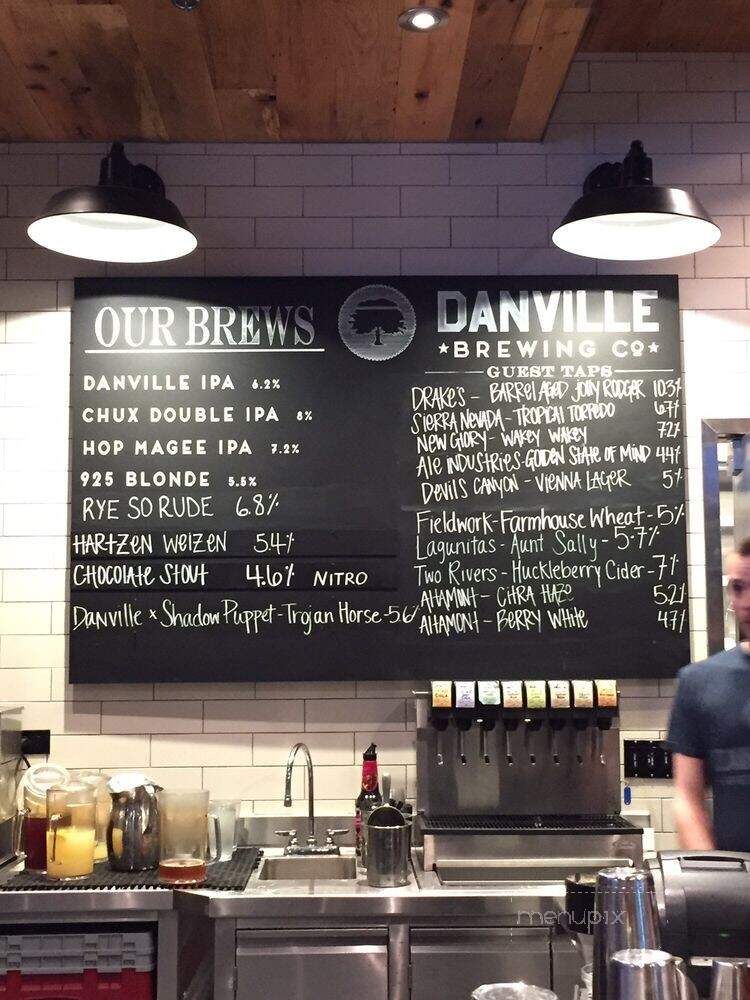 OUR BREWS
DANVILLE IPA 6.2%
CHUX DOUBLE IPA 8%
HOP MAGEE IPA 7.2%
925 BLONDE 5.5%
RYE SO RUDE 6.8%
HARTZEN WEIZEN 5.4%
CHOCOLATE STOUT 4.6% NITRO
Danville x Shadow Puppet - Trojan Horse - 5.6%
DANVILLE
BREWING CO
GUEST TAPS
DRAKE'S - BARREL AGED JOLLY RODGER 10.3%
SIERRA NEVADA - TROPICAL TORPEDO 6.7%
NEW GLORY - WAKEY WAKEY 7.2%
ALE INDUSTRIES - GOLDEN STATE OF MIND 4.4%
DEVILS CANYON - VIENNA LAGER 5%
Fieldwork - Farmhouse Wheat - 5%
Lagunitas - Aunt Sally - 5.7%
Two Rivers - Huckleberry Cider - 7%
ALTAMONT - CITRA HAZO 5.2%
ALTAMONT - BERRY WHITE 4.7%
menupix